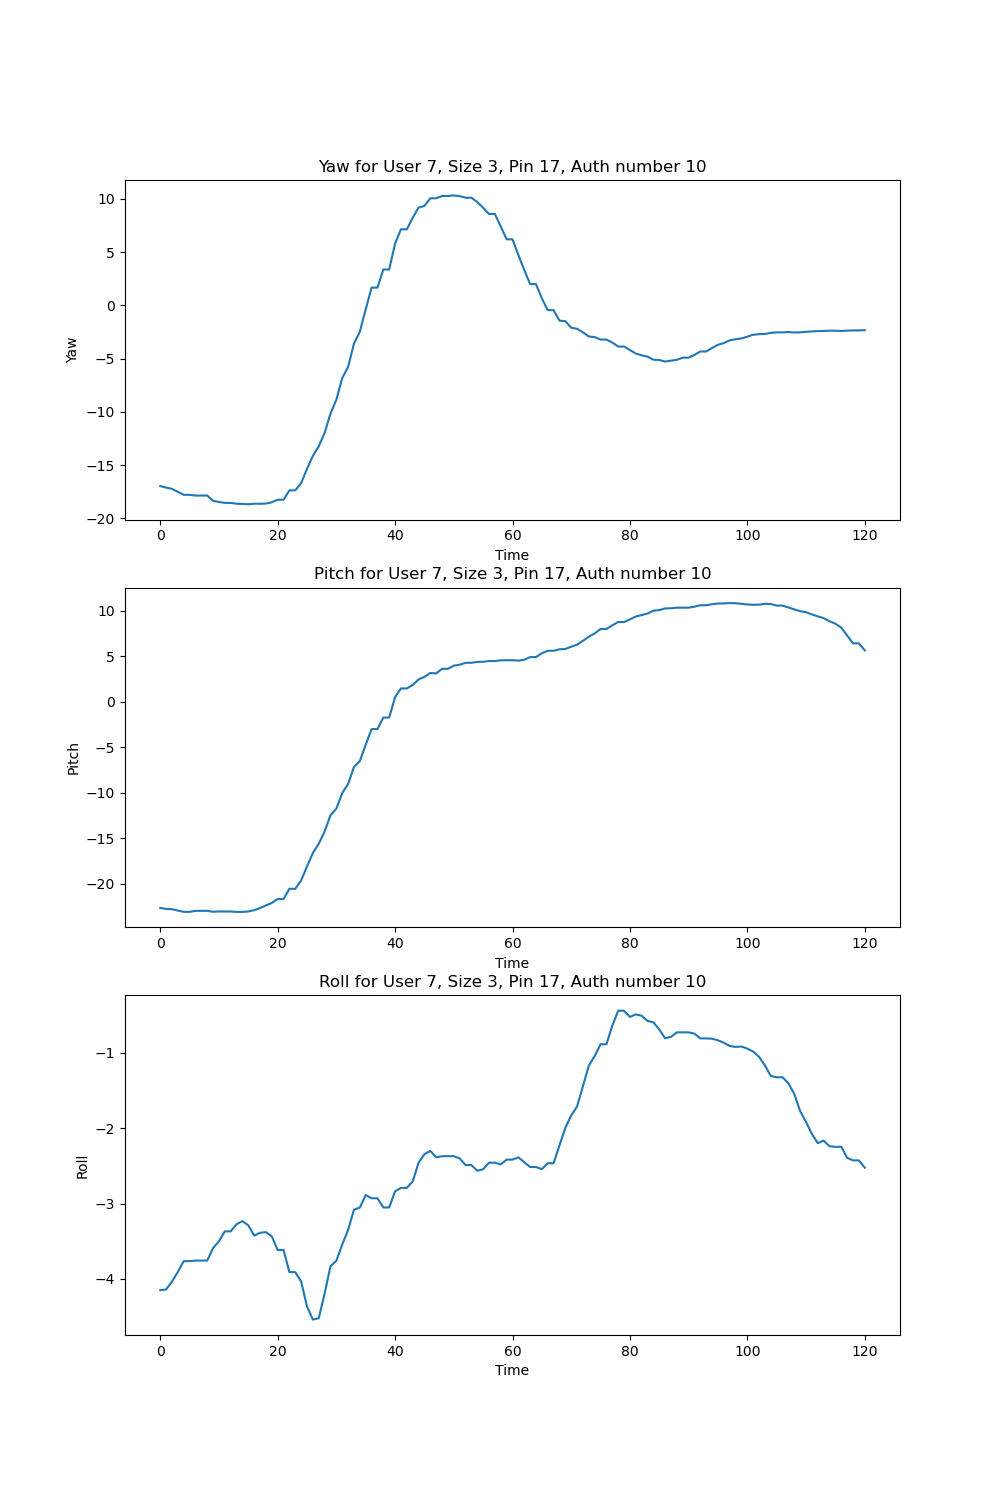 Yaw for User 7, Size 3, Pin 17, Auth number 10
10
5
0
−5
−10
−15
−20
Yaw
0 20 40 60 80 100 120
Time
Pitch for User 7, Size 3, Pin 17, Auth number 10
10
5
0
−5
−10
−15
−20
Pitch
0 20 40 60 80 100 120
Time
Roll for User 7, Size 3, Pin 17, Auth number 10
−1
−2
−3
−4
Roll
0 20 40 60 80 100 120
Time